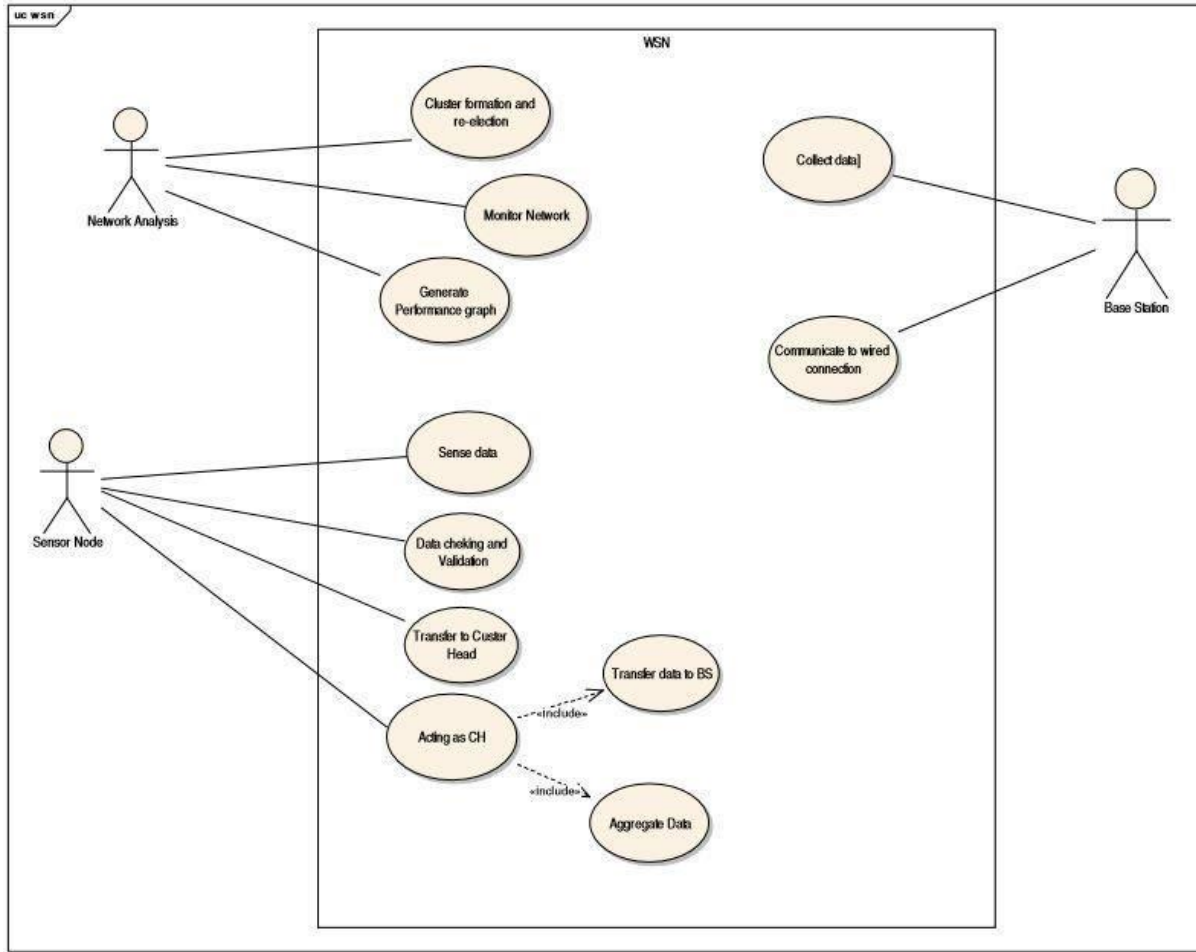 uc wsn
WSN
Cluster formation and
re-election
Network Analysis
Monitor Network
Generate
Performance graph
Collect data]
Base Station
Communicate to wired
connection
Sensor Node
Sense data
Data cheking and
Validation
Transfer to Custer
Head
Acting as CH
«include»
Transfer data to BS
«include»
Aggregate Data